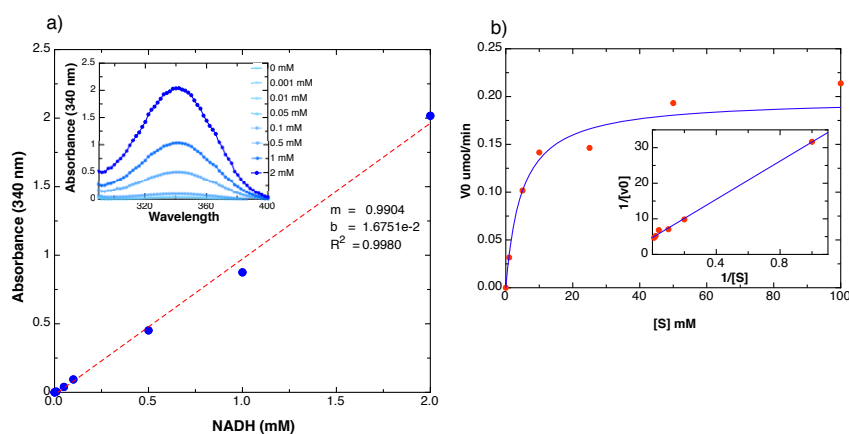 a)
Absorbance (340 nm)
2.5
2
1.5
1
0.5
0
0.0
0.5
1.0
1.5
2.0
NADH (mM)
Absorbance (340 nm)
2.5
2
1.5
1
0.5
0
320
340
360
380
400
Wavelength
0 mM
0.001 mM
0.01 mM
0.05 mM
0.1 mM
0.5 mM
1 mM
2 mM
m = 0.9904
b = 1.6751e-2
R² = 0.9980
b)
V0 umol/min
0.25
0.20
0.15
0.10
0.05
0.00
0
20
40
60
80
100
[S] mM
1/[v0]
30
20
10
0
0.4
0.8
1/[S]